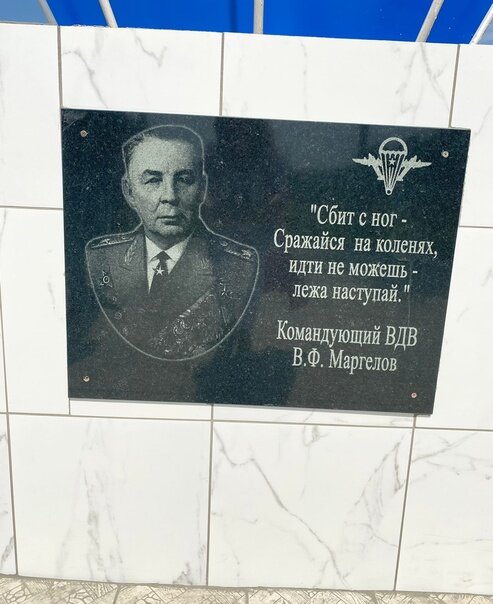 "Сбит с ног -
Сражайся на коленях,
идти не можешь -
лежа наступай."
Командующий ВДВ
В.Ф. Маргелов